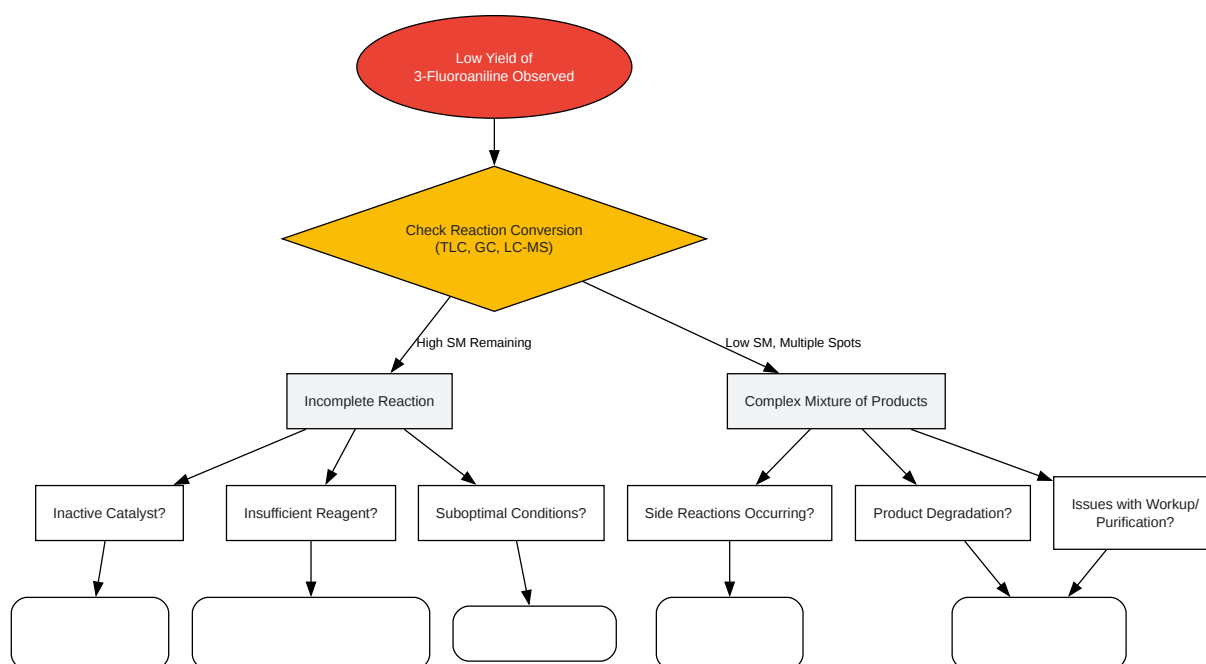 Low Yield of
3-Fluoroaniline Observed
Check Reaction Conversion
(TLC, GC, LC-MS)
High SM Remaining
Low SM, Multiple Spots
Incomplete Reaction
Complex Mixture of Products
Inactive Catalyst?
Insufficient Reagent?
Suboptimal Conditions?
Side Reactions Occurring?
Product Degradation?
Issues with Workup/
Purification?